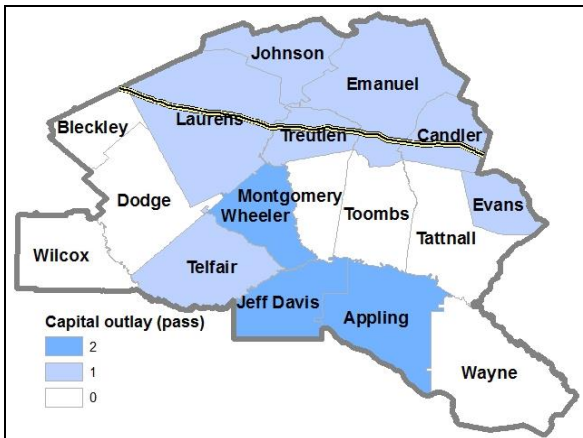 Johnson
Emanuel
Bleckley
Laurens
Treutlen
Candler
Dodge
Montgomery
Wheeler
Toombs
Evans
Tattnall
Wilcox
Telfair
Jeff Davis
Appling
Wayne
Capital outlay (pass)
2
1
0